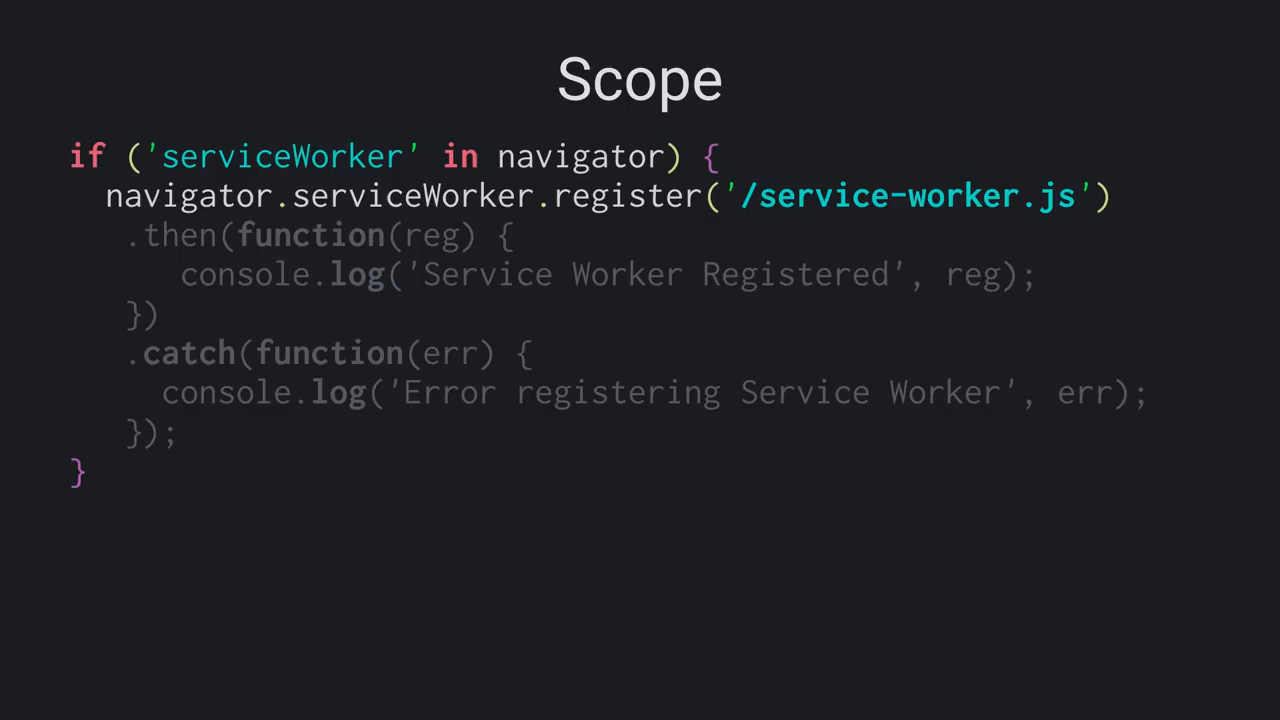 Scope
if ('serviceWorker' in navigator) {
  navigator.serviceWorker.register('/service-worker.js')
   .then(function(reg) {
      console.log('Service Worker Registered', reg);
   })
   .catch(function(err) {
     console.log('Error registering Service Worker', err);
   });
}